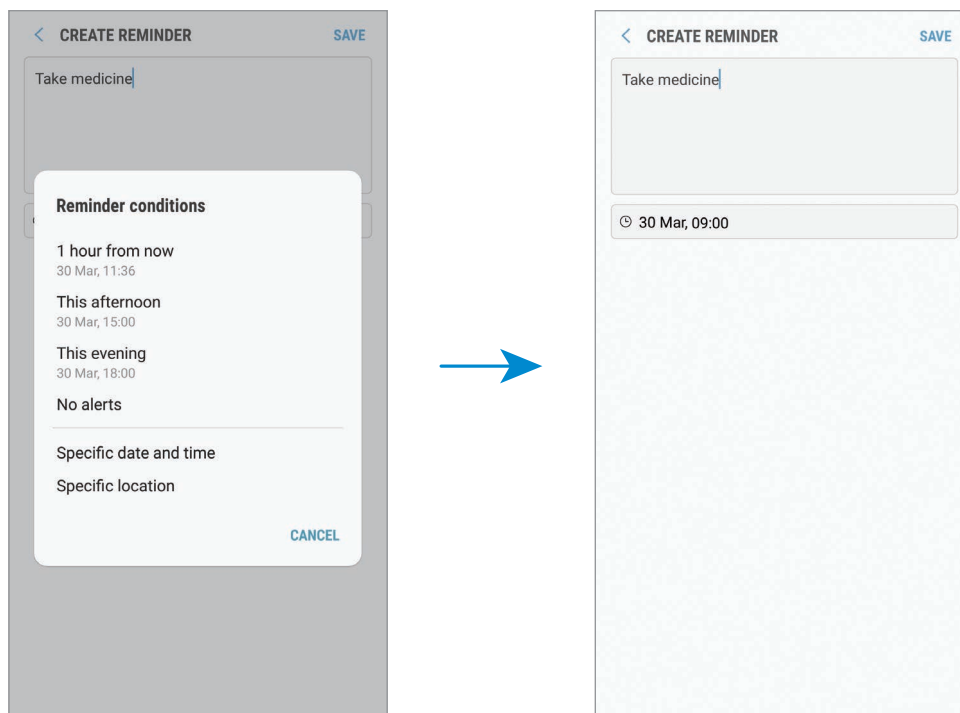 CREATE REMINDER SAVE
Take medicine
Reminder conditions
1 hour from now
30 Mar, 11:36
This afternoon
30 Mar, 15:00
This evening
30 Mar, 18:00
No alerts
Specific date and time
Specific location
CANCEL
CREATE REMINDER SAVE
Take medicine
30 Mar, 09:00